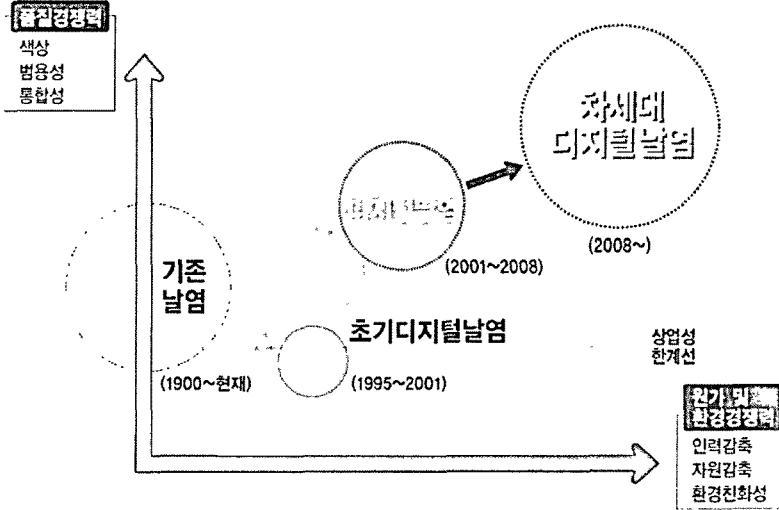 품질경쟁력
색상
범용성
통합성
차세대
디지털날염
(2008~)
(2001~2008)
기존
날염
(1900~현재)
초기디지털날염
(1995~2001)
상업성
한계선
원가 및
환경경쟁력
인력감축
자원감축
환경친화성